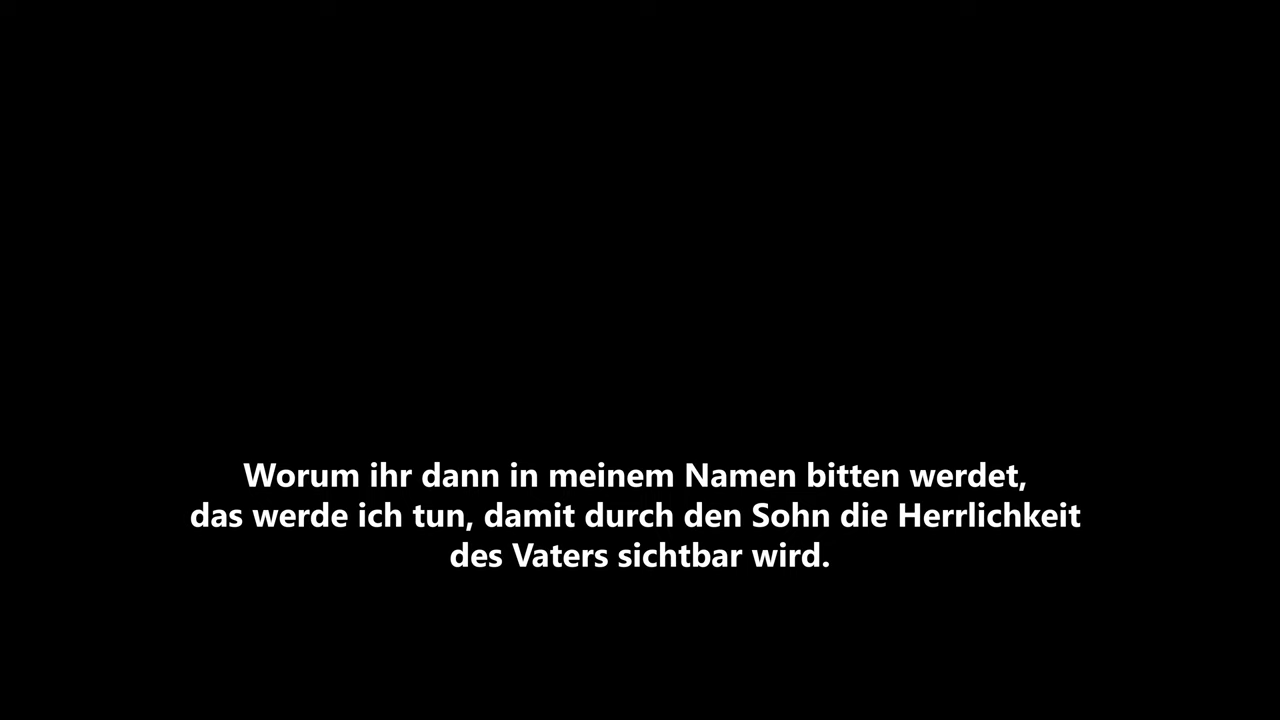 Worum ihr dann in meinem Namen bitten werdet,
das werde ich tun, damit durch den Sohn die Herrlichkeit
des Vaters sichtbar wird.